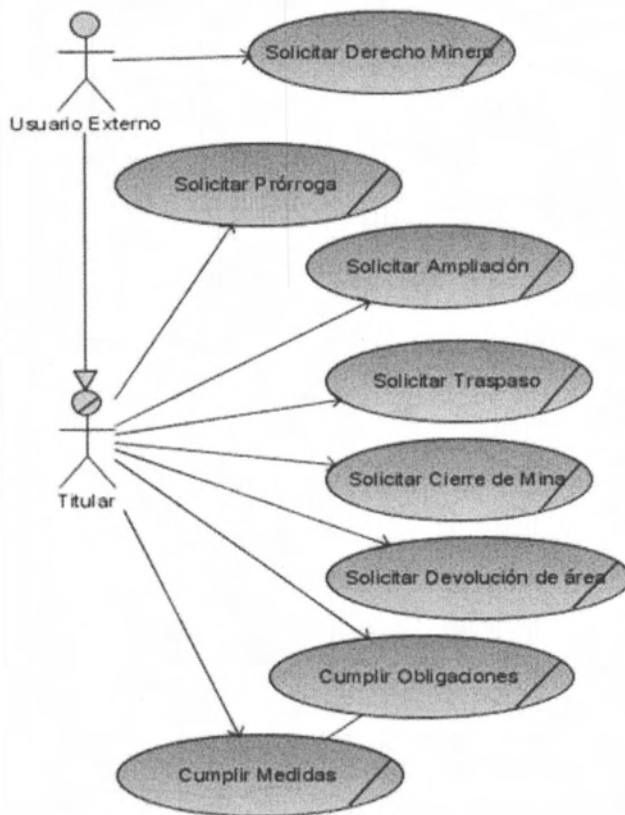 Solicitar Derecho Minero
Usuario Externo
Solicitar Prórroga
Solicitar Ampliación
Solicitar Traspaso
Solicitar Cierre de Mina
Titular
Solicitar Devolución de área
Cumplir Obligaciones
Cumplir Medidas